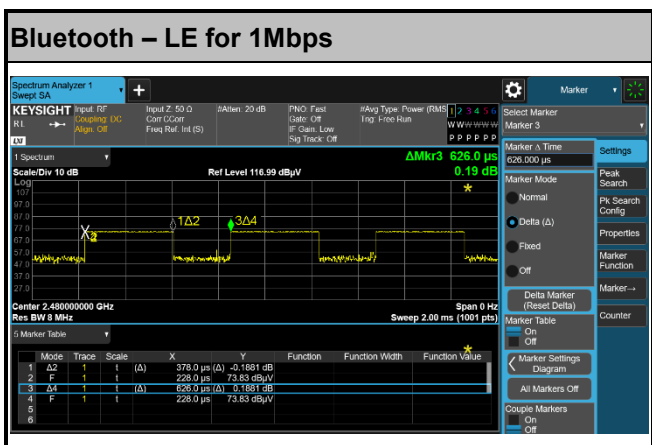 Bluetooth – LE for 1Mbps
Spectrum Analyzer 1
Swept SA
Marker
KEYSIGHT
RL
LXI
Input: RF
Coupling: DC
Align: Off
Input Z: 50 Ω
Corr CCorr
Freq Ref: Int (S)
#Atten: 20 dB
PNO: Fast
Gate: Off
IF Gain: Low
Sig Track: Off
#Avg Type: Power (RMS
Trig: Free Run
1 2 3 4 5 6
W W W W W W
P P P P P P
Select Marker
Marker 3
1 Spectrum
ΔMkr3 626.0 µs
0.19 dB
Scale/Div 10 dB
Ref Level 116.99 dBµV
Log
107
97.0
87.0
77.0
67.0
57.0
47.0
37.0
27.0
X2
1Δ2
3Δ4
Center 2.480000000 GHz
Res BW 8 MHz
Span 0 Hz
Sweep 2.00 ms (1001 pts)
5 Marker Table
Mode Trace Scale X Y Function Function Width Function Value
1 Δ2 1 t (Δ) 378.0 µs (Δ) -0.1881 dB
2 F 1 t 228.0 µs 73.83 dBµV
3 Δ4 1 t (Δ) 626.0 µs (Δ) 0.1881 dB
4 F 1 t 228.0 µs 73.83 dBµV
5
6
Marker Δ Time
626.000 µs
Marker Mode
Normal
Delta (Δ)
Fixed
Off
Delta Marker
(Reset Delta)
Marker Table
On
Off
Marker Settings
Diagram
All Markers Off
Couple Markers
On
Off
Settings
Peak
Search
Pk Search
Config
Properties
Marker
Function
Marker→
Counter